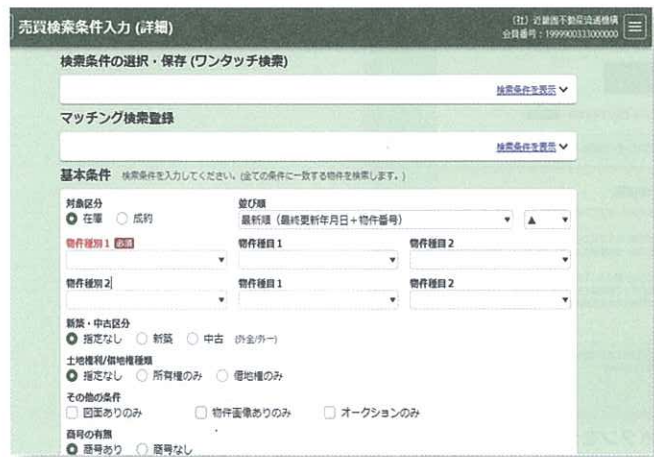 売買検索条件入力 (詳細)
(社) 近畿圏不動産流通機構
会員番号：1999900333000000
検索条件の選択・保存 (ワンタッチ検索)
検索条件を表示
マッチング検索登録
検索条件を表示
基本条件 検索条件を入力してください。(全ての条件に一致する物件を検索します。)
対象区分 並び順
在庫 成約 最新順（最終更新年月日＋物件番号） ▲
物件種別1 必須 物件種目1 物件種目2
物件種別2 物件種目1 物件種目2
新築・中古区分
指定なし 新築 中古 (外金/外一)
土地権利/借地権種類
指定なし 所有権のみ 借地権のみ
その他の条件
図面ありのみ 物件画像ありのみ オークションのみ
商号の有無
商号あり 商号なし